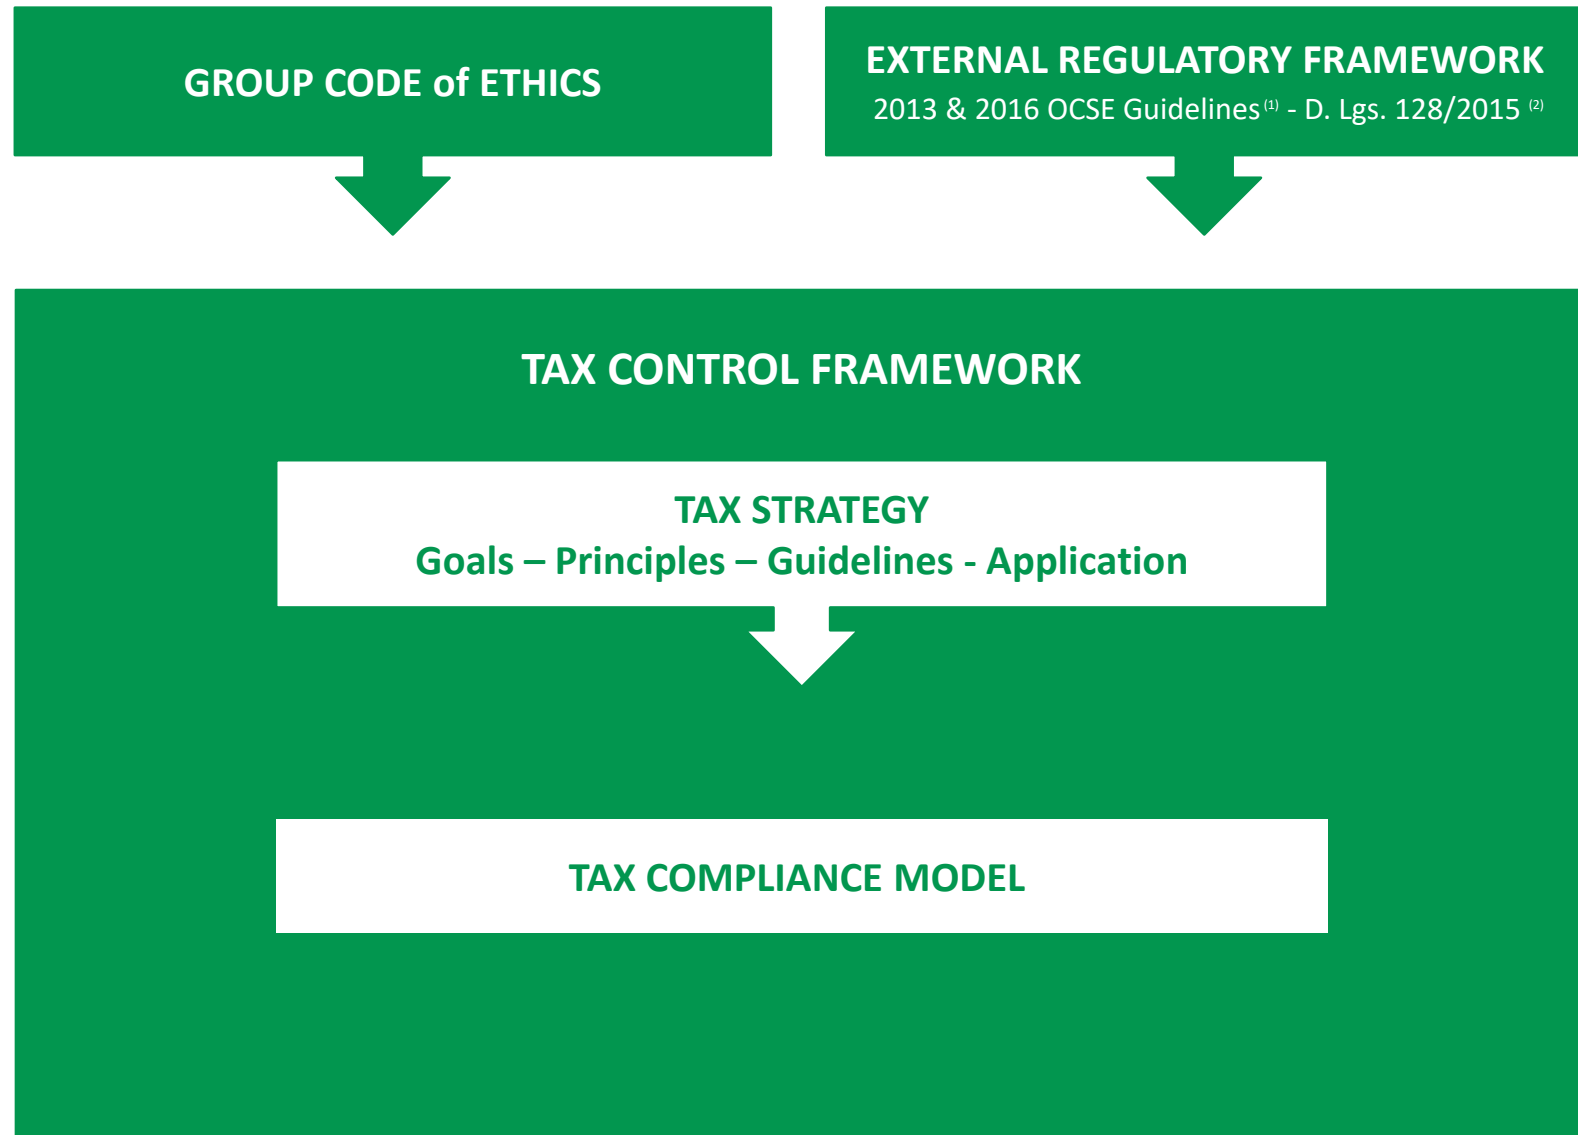 GROUP CODE of ETHICS
EXTERNAL REGULATORY FRAMEWORK
2013 & 2016 OCSE Guidelines (1) - D. Lgs. 128/2015 (2)
TAX CONTROL FRAMEWORK
TAX STRATEGY
Goals – Principles – Guidelines - Application
TAX COMPLIANCE MODEL